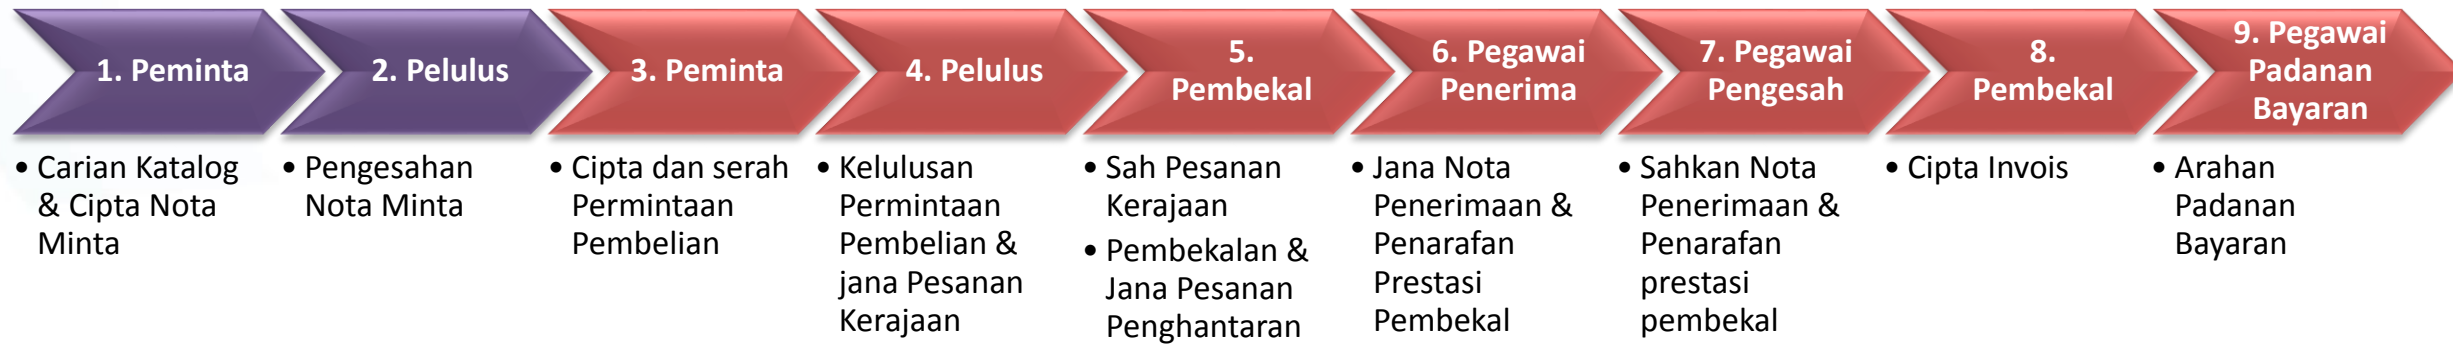 1. Peminta
2. Pelulus
3. Peminta
4. Pelulus
5.
Pembekal
6. Pegawai
Penerima
7. Pegawai
Pengesah
8.
Pembekal
9. Pegawai
Padanan
Bayaran
• Carian Katalog
& Cipta Nota
Minta
• Pengesahan
Nota Minta
• Cipta dan serah
Permintaan
Pembelian
• Kelulusan
Permintaan
Pembelian &
jana Pesanan
Kerajaan
• Sah Pesanan
Kerajaan
• Pembekalan &
Jana Pesanan
Penghantaran
• Jana Nota
Penerimaan &
Penarafan
Prestasi
Pembekal
• Sahkan Nota
Penerimaan &
Penarafan
prestasi
pembekal
• Cipta Invois
• Arahan
Padanan
Bayaran